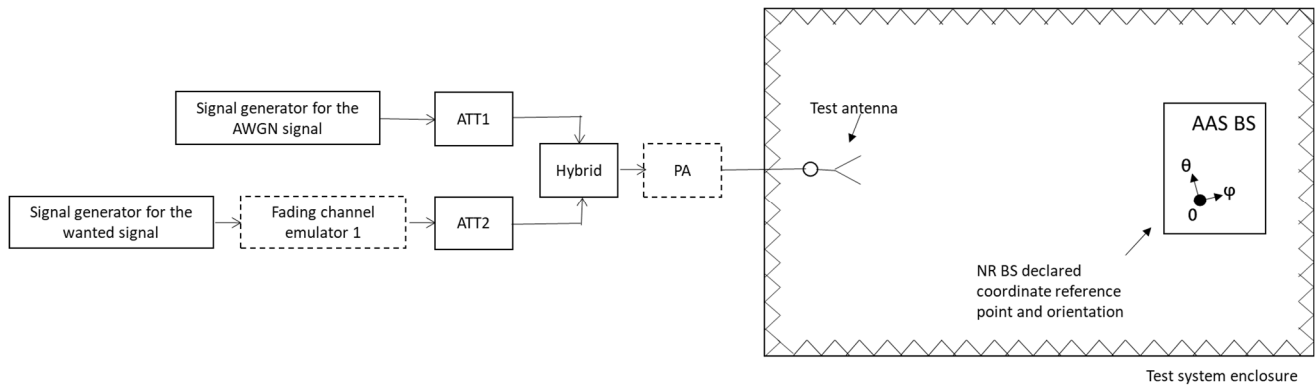 Signal generator for the
AWGN signal
ATT1
Hybrid
PA
Signal generator for the
wanted signal
Fading channel
emulator 1
ATT2
Test antenna
AAS BS
θ
φ
0
NR BS declared
coordinate reference
point and orientation
Test system enclosure